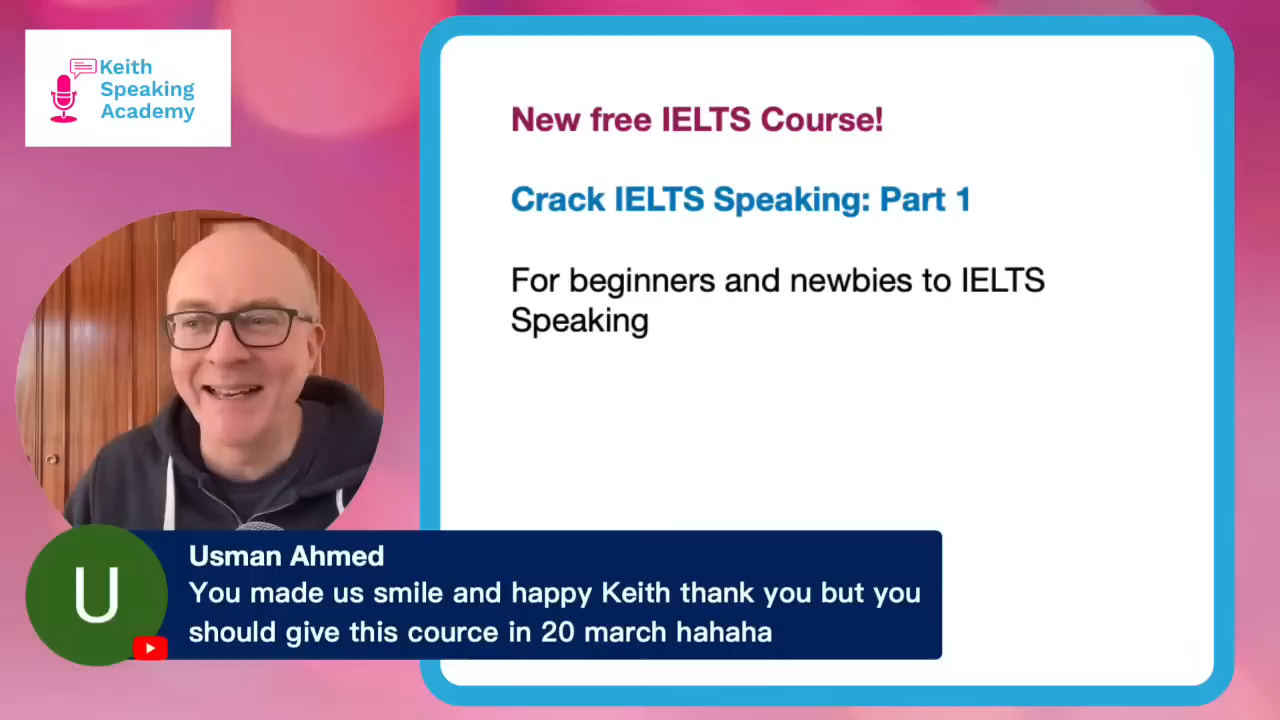 Keith
Speaking
Academy
New free IELTS Course!
Crack IELTS Speaking: Part 1
For beginners and newbies to IELTS
Speaking
U
Usman Ahmed
You made us smile and happy Keith thank you but you
should give this cource in 20 march hahaha